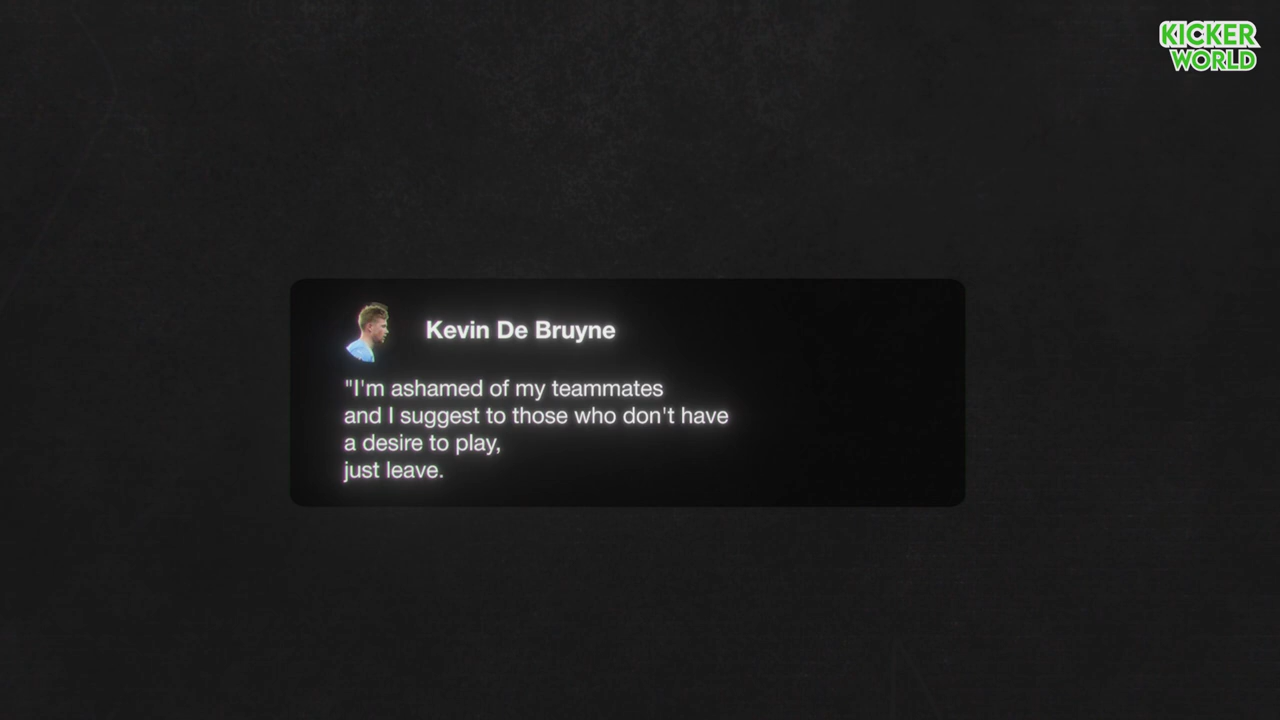 KICKER
WORLD
Kevin De Bruyne
"I'm ashamed of my teammates
and I suggest to those who don't have
a desire to play,
just leave.